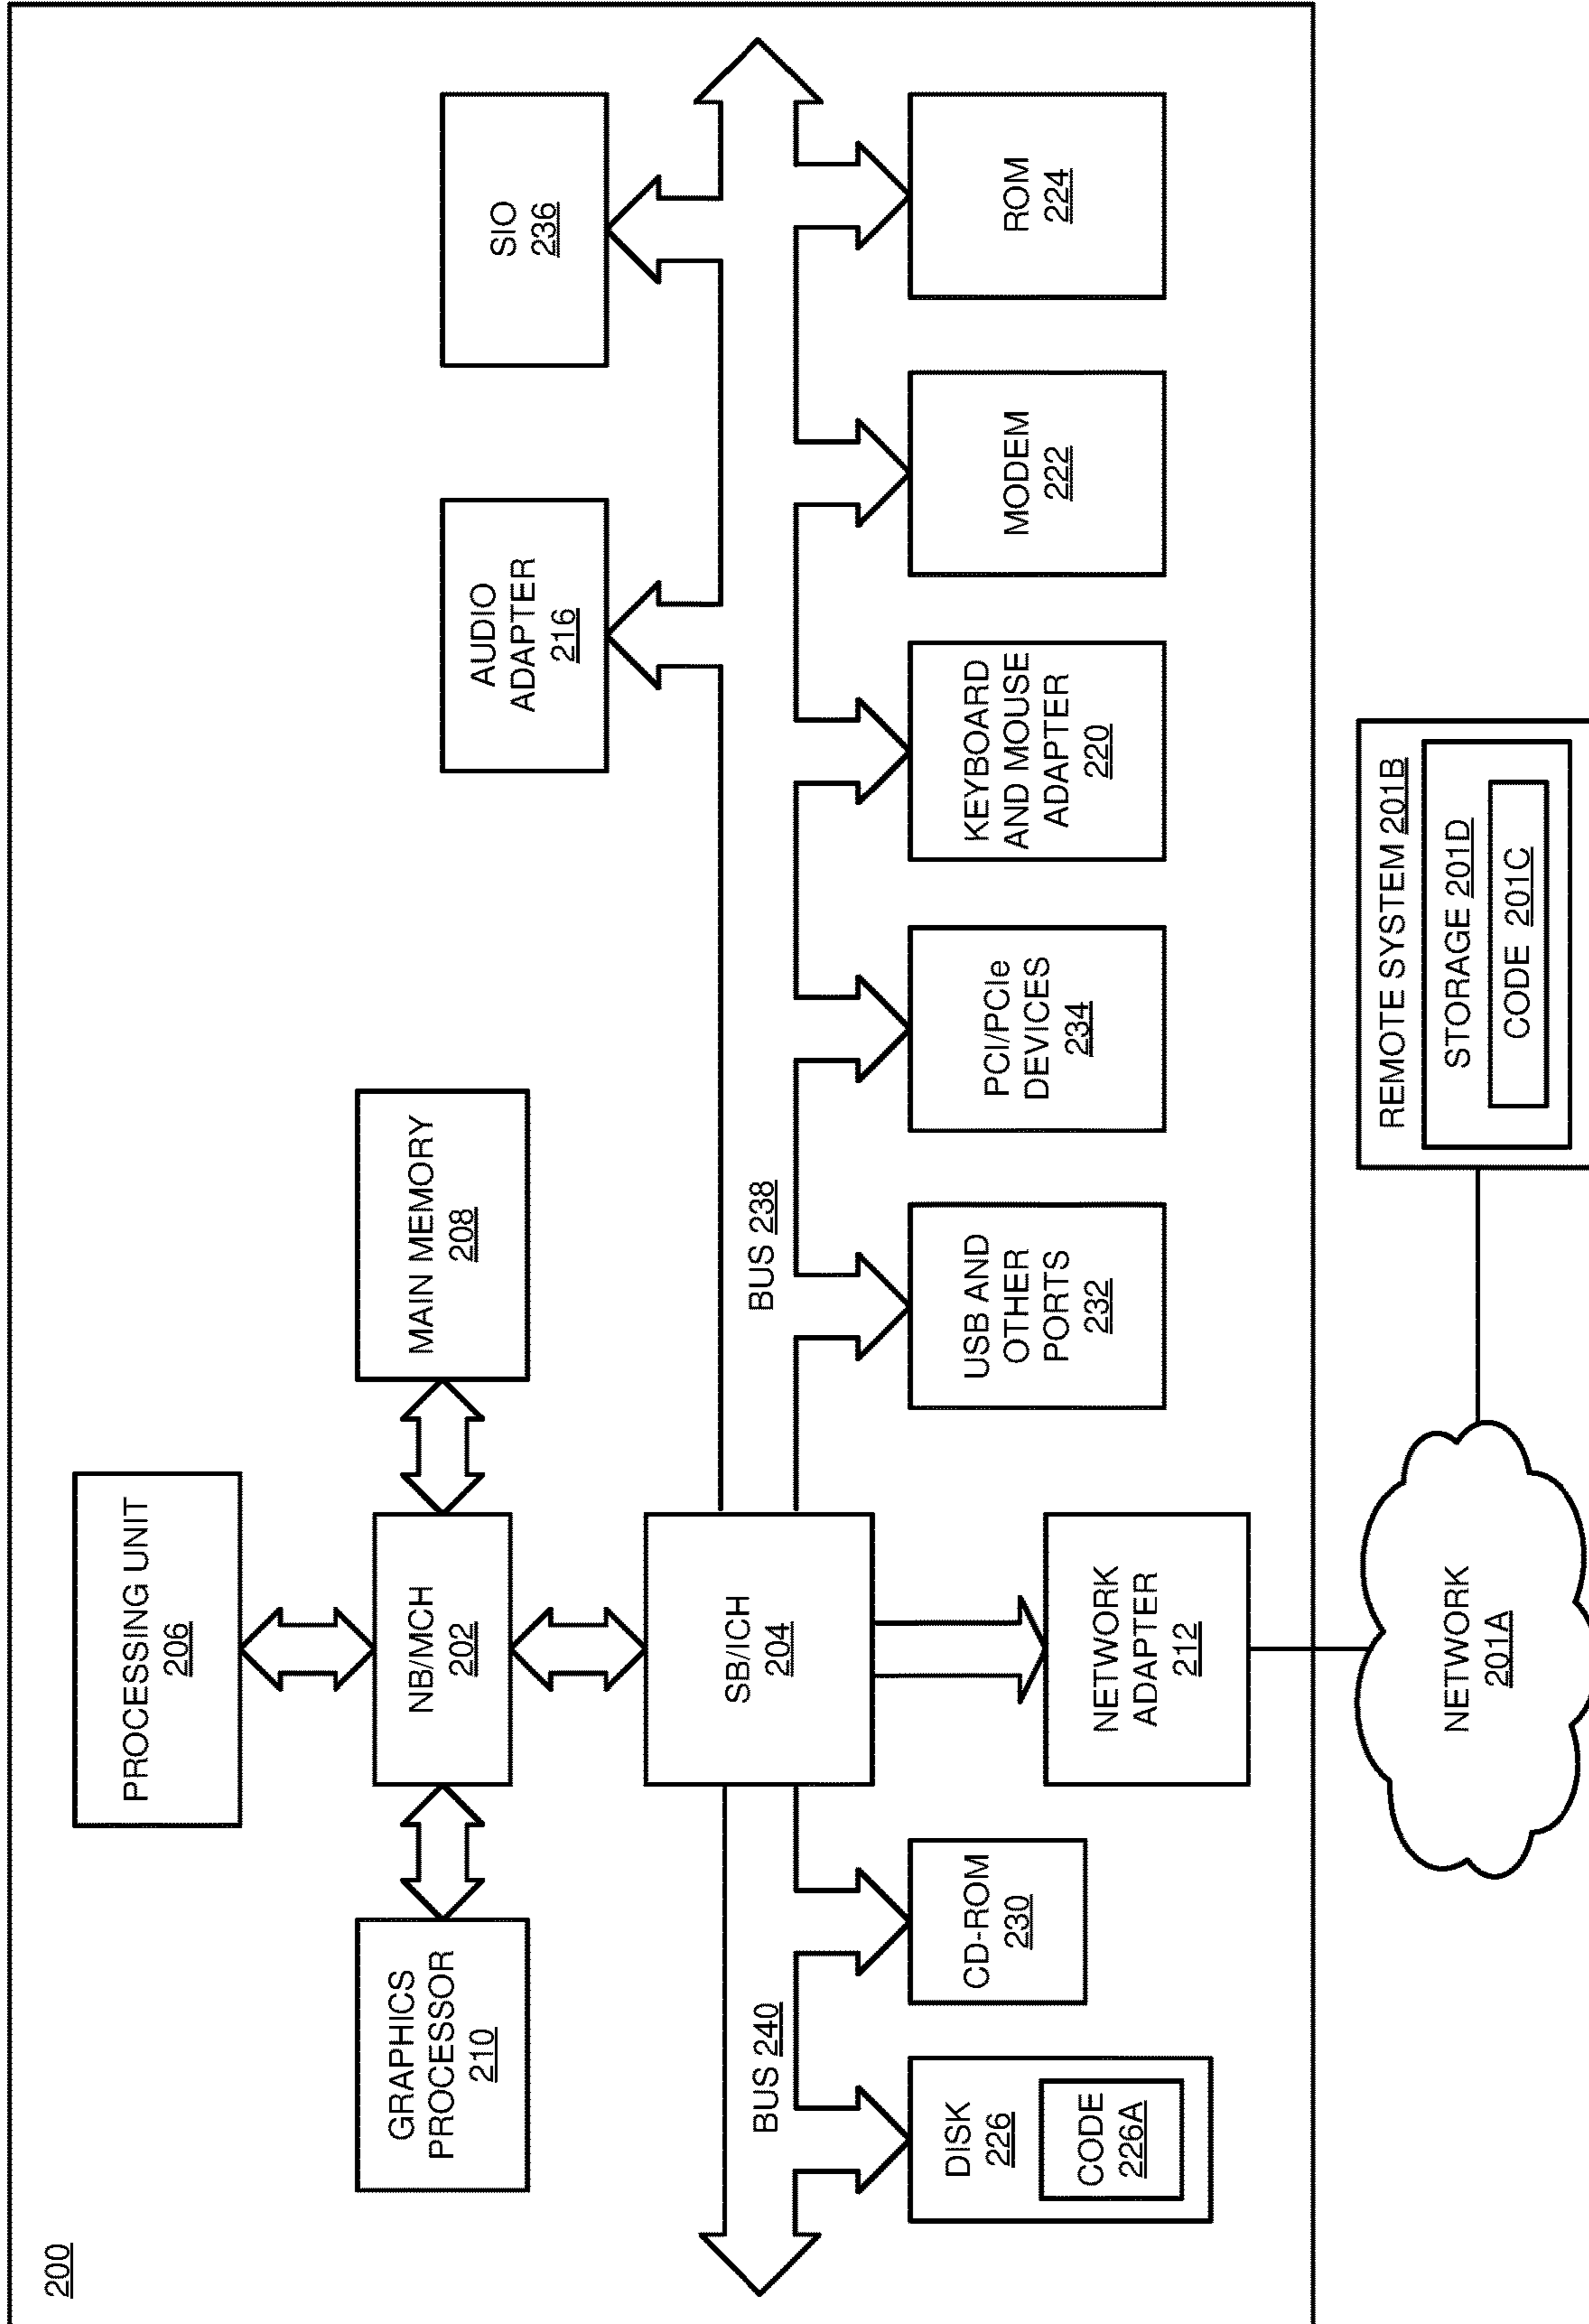 200
PROCESSING UNIT
206
GRAPHICS
PROCESSOR
210
NB/MCH
202
MAIN MEMORY
208
AUDIO
ADAPTER
216
SIO
236
SB/ICH
204
BUS 240
BUS 238
DISK
226
CODE
226A
CD-ROM
230
NETWORK
ADAPTER
212
USB AND
OTHER
PORTS
232
PCI/PCIe
DEVICES
234
KEYBOARD
AND MOUSE
ADAPTER
220
MODEM
222
ROM
224
NETWORK
201A
REMOTE SYSTEM 201B
STORAGE 201D
CODE 201C